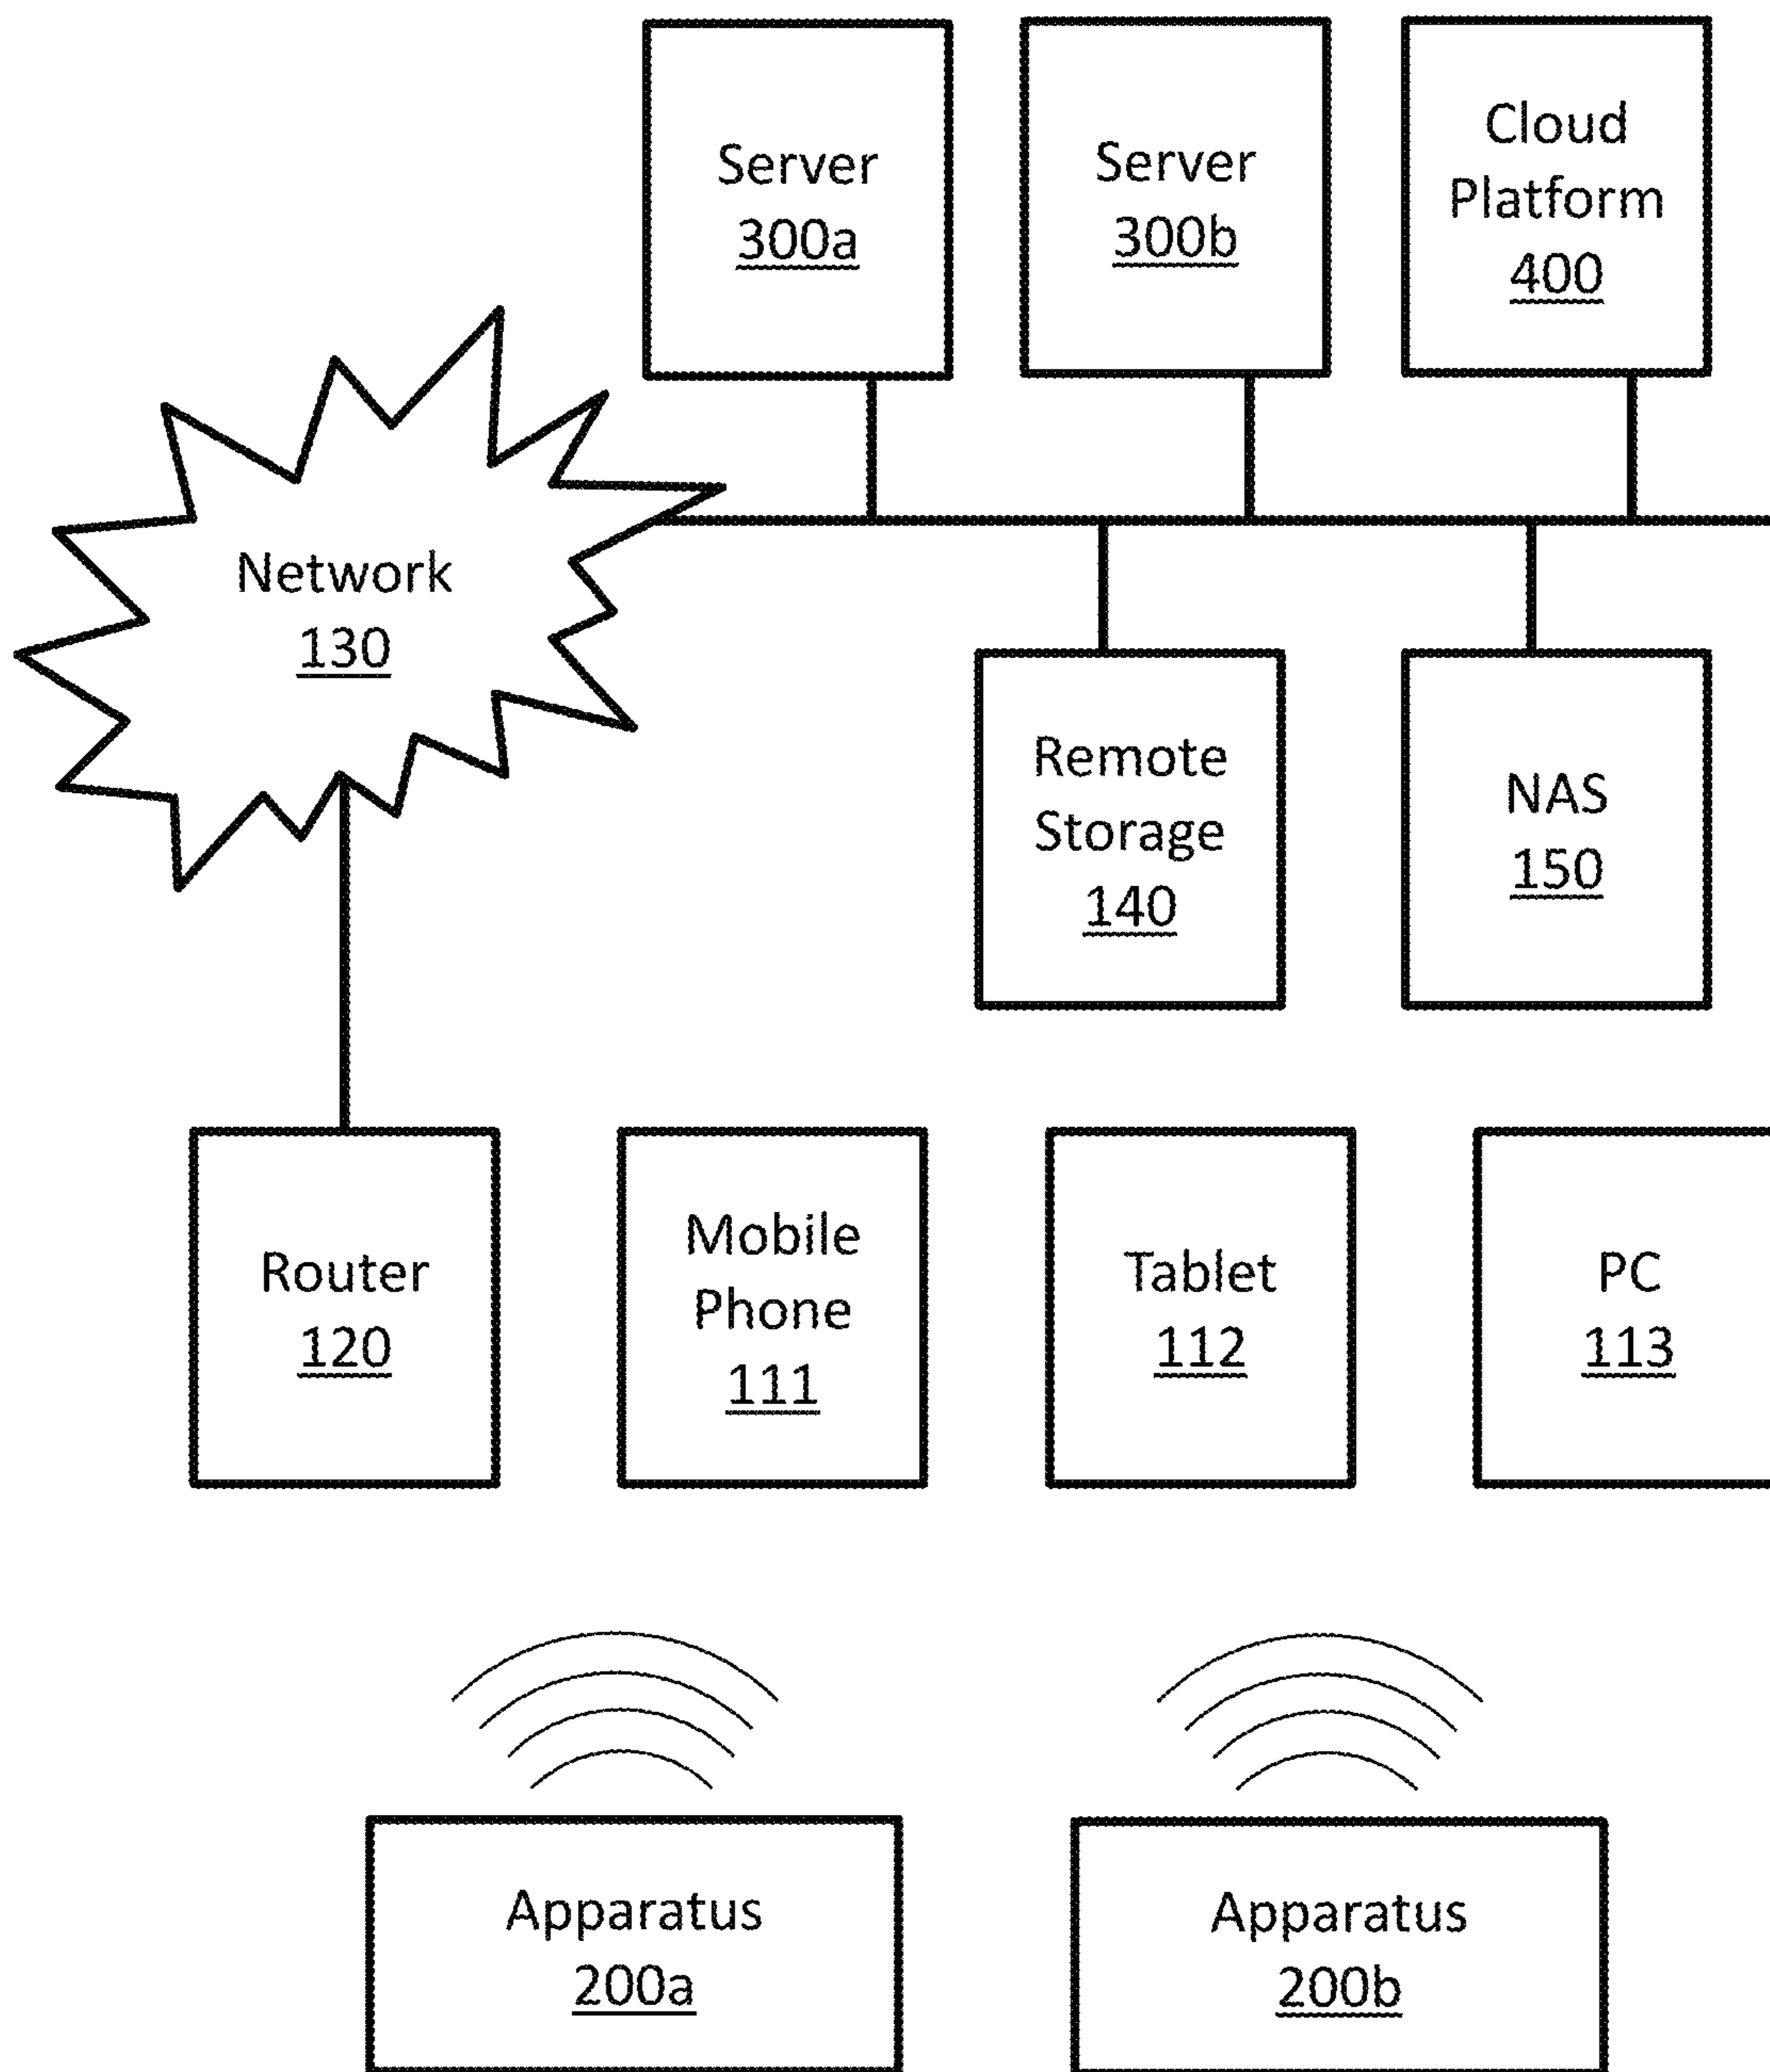 Server
300a
Server
300b
Cloud
Platform
400
Network
130
Remote
Storage
140
NAS
150
Router
120
Mobile
Phone
111
Tablet
112
PC
113
Apparatus
200a
Apparatus
200b